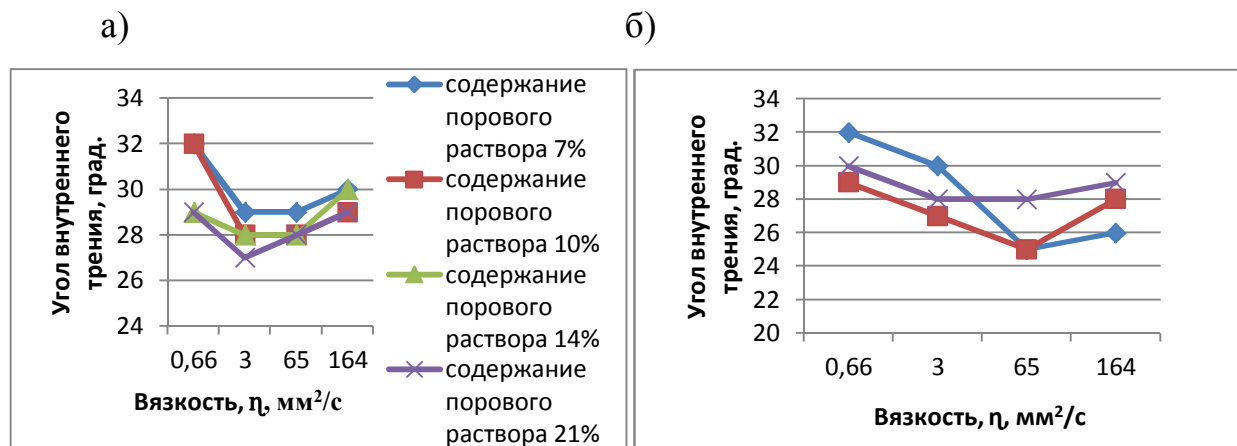 а)
б)
Угол внутреннего
трения, град.
34
32
30
28
26
24
0,66 3 65 164
Вязкость, η, мм²/с
содержание
порового
раствора 7%
содержание
порового
раствора 10%
содержание
порового
раствора 14%
содержание
порового
раствора 21%
Угол внутреннего
трения, град.
34
32
30
28
26
24
22
20
0,66 3 65 164
Вязкость, η, мм²/с